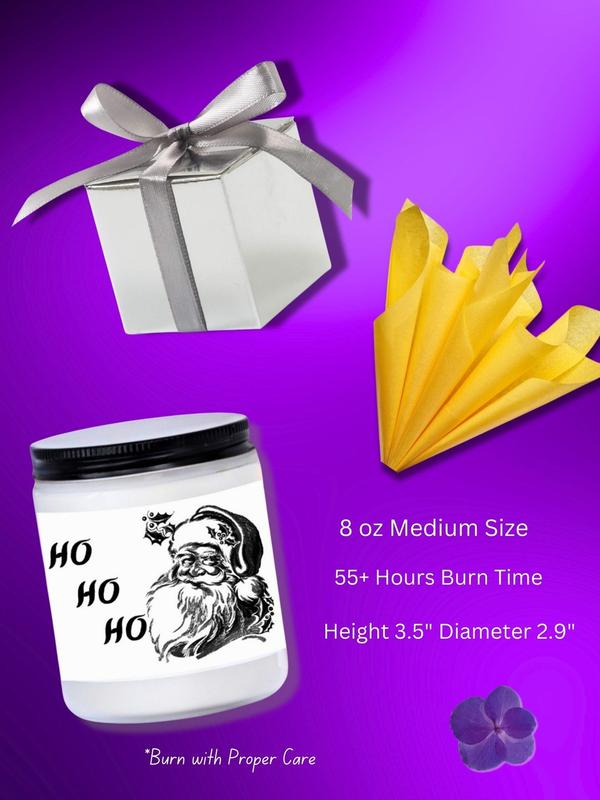 HO
HO
HO
8 oz Medium Size
55+ Hours Burn Time
Height 3.5" Diameter 2.9"
*Burn with Proper Care